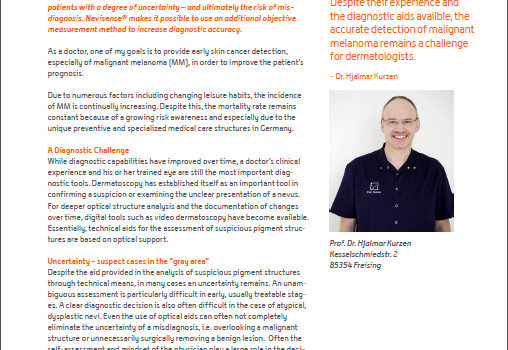 patients with a degree of uncertainty – and ultimately the risk of mis-
diagnosis. Nevisense® makes it possible to use an additional objective
measurement method to increase diagnostic accuracy.
As a doctor, one of my goals is to provide early skin cancer detection,
especially of malignant melanoma [MM], in order to improve the patient's
prognosis.
Due to numerous factors including changing leisure habits, the incidence
of MM is continually increasing. Despite this, the mortality rate remains
constant because of a growing risk awareness and especially due to the
unique preventive and specialized medical care structures in Germany.
A Diagnostic Challenge
While diagnostic capabilities have improved over time, a doctor's clinical
experience and his or her trained eye are still the most important diag-
nostic tools. Dermatoscopy has established itself as an important tool in
confirming a suspicion or examining the unclear presentation of a nevus.
For deeper optical structure analysis and the documentation of changes
over time, digital tools such as video dermatoscopy have become available.
Essentially, technical aids for the assessment of suspicious pigment struc-
tures are based on optical support.
Uncertainty – suspect cases in the "gray area"
Despite the aid provided in the analysis of suspicious pigment structures
through technical means, in many cases an uncertainty remains. An unam-
biguous assessment is particularly difficult in early, usually treatable stag-
es. A clear diagnostic decision is also often difficult in the case of atypical,
dysplastic nevi. Even the use of optical aids can often not completely
eliminate the uncertainty of a misdiagnosis, i.e. overlooking a malignant
structure or unnecessarily surgically removing a benign lesion. Often the
self-assessment and mindset of the physician play a large role in the deci-
Despite their experience and
the diagnostic aids availble, the
accurate detection of malignant
melanoma remains a challenge
for dermatologists.
– Dr. Hjalmar Kurzen
Prof. Dr. Hjalmar Kurzen
Kesselschmiedstr. 2
85354 Freising